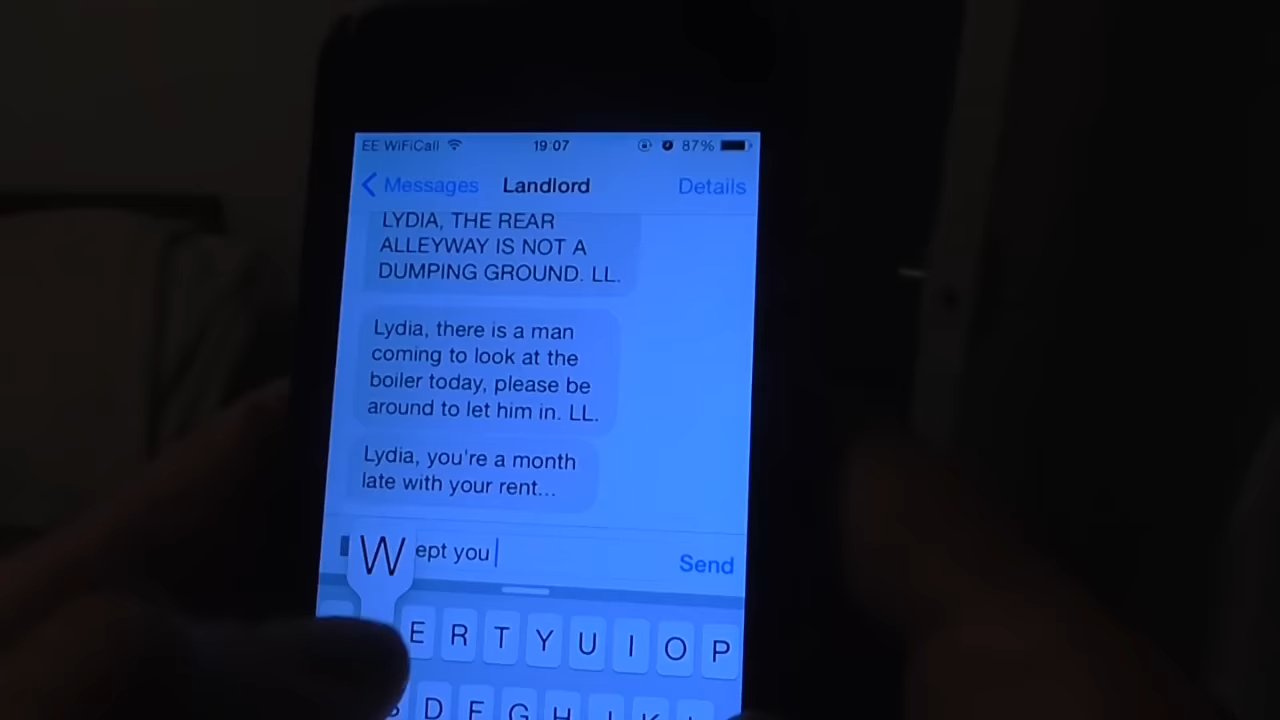 EE WiFiCall 19:07 87%
Messages Landlord Details
LYDIA, THE REAR
ALLEYWAY IS NOT A
DUMPING GROUND. LL.
Lydia, there is a man
coming to look at the
boiler today, please be
around to let him in. LL.
Lydia, you're a month
late with your rent...
ept you
Send
W
E R T Y U I O P
D F G H J K L